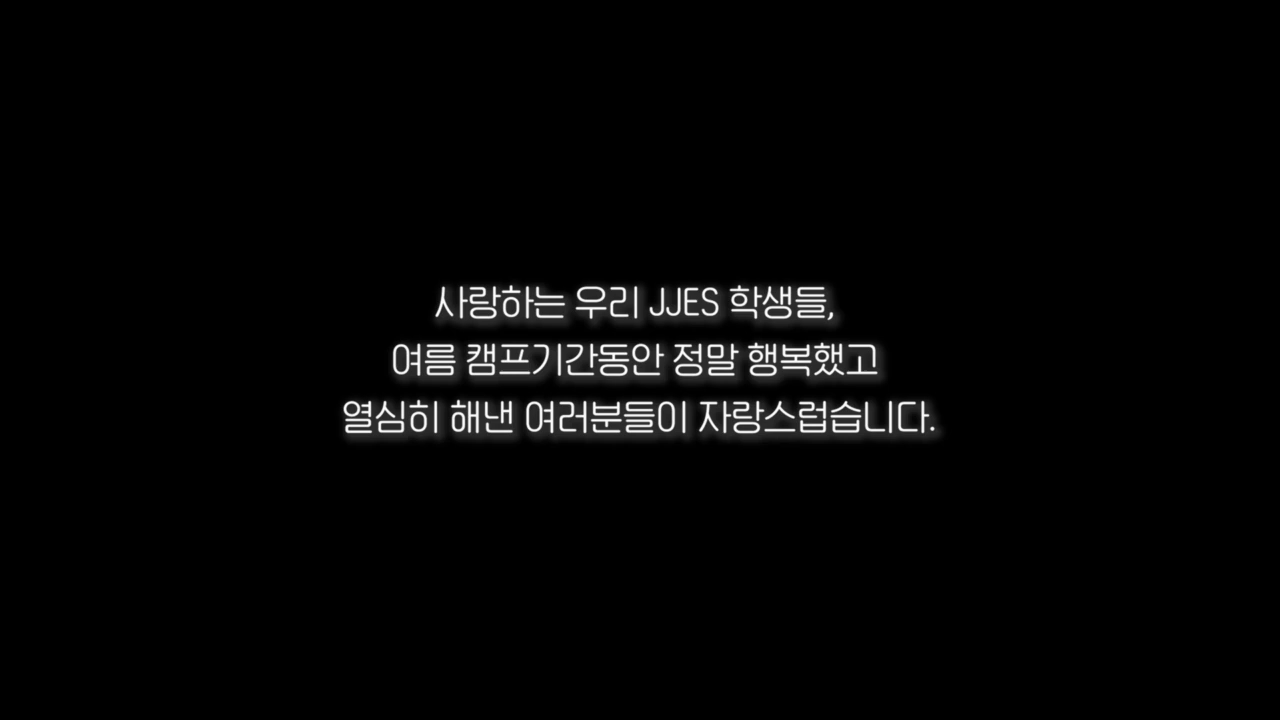 사랑하는 우리 JJES 학생들,
여름 캠프기간동안 정말 행복했고
열심히 해낸 여러분들이 자랑스럽습니다.